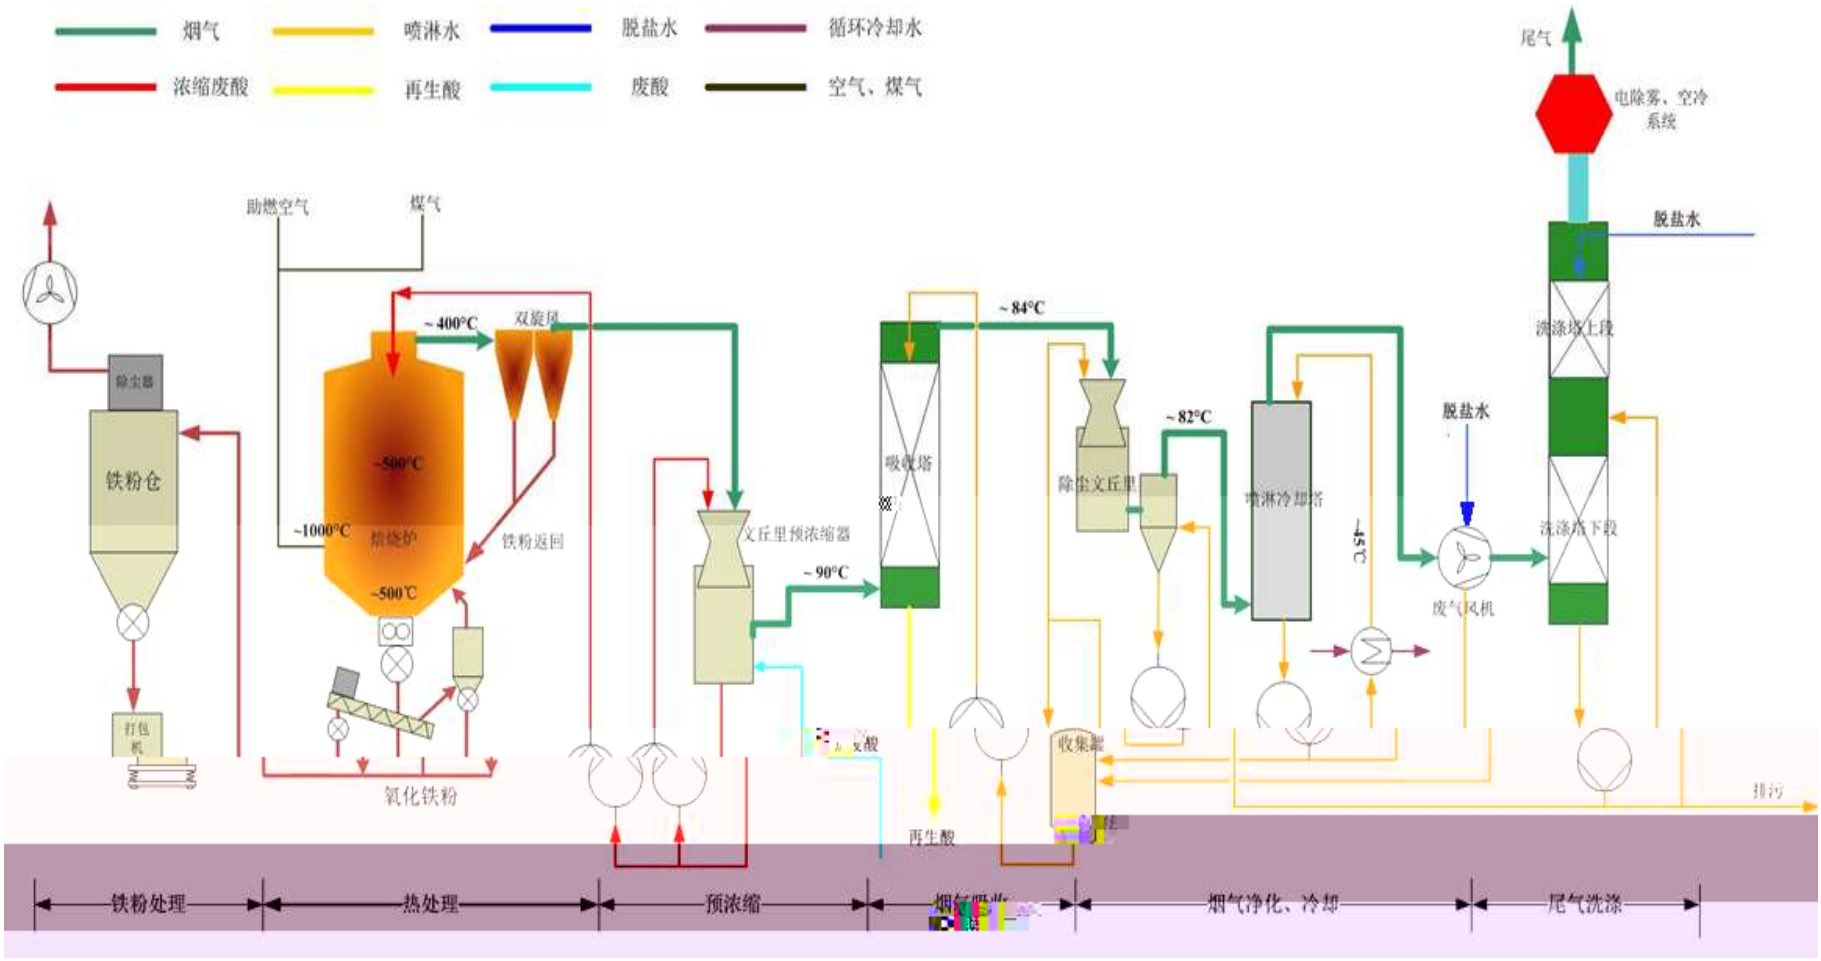 烟气
喷淋水
脱盐水
循环冷却水
浓缩废酸
再生酸
废酸
空气、煤气
尾气
电除雾、空冷
系统
助燃空气
煤气
脱盐水
~400°C
双旋风
~84°C
洗涤塔上段
除尘器
~82°C
脱盐水
铁粉仓
~500°C
吸收塔
除尘文丘里
喷淋冷却塔
~1000°C
焙烧炉
铁粉返回
文丘里预浓缩器
~45℃
洗涤塔下段
~90°C
~500℃
废气风机
打包
机
收集罐
氧化铁粉
排污
再生酸
铁粉处理
热处理
预浓缩
烟气吸收
烟气净化、冷却
尾气洗涤